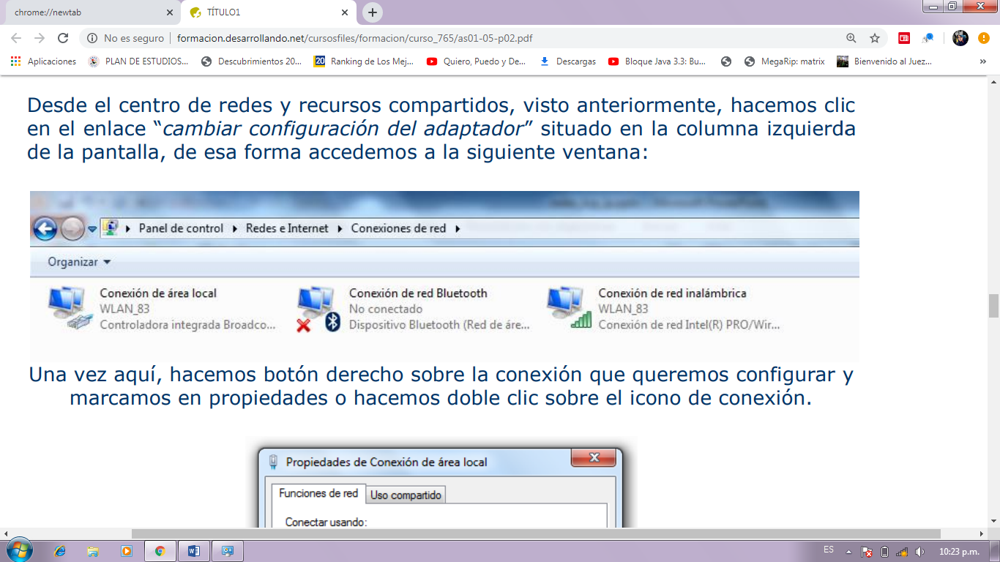 chrome://newtab
TÍTULO1
No es seguro
formacion.desarrollando.net/cursosfiles/formacion/curso_765/as01-05-p02.pdf
Aplicaciones
PLAN DE ESTUDIOS...
Descubrimientos 20...
20
Ranking de Los Mej...
Quiero, Puedo y De...
Descargas
Bloque Java 3.3: Bu...
MegaRip: matrix
Bienvenido al Juez...
»
Desde el centro de redes y recursos compartidos, visto anteriormente, hacemos clic
en el enlace “cambiar configuración del adaptador” situado en la columna izquierda
de la pantalla, de esa forma accedemos a la siguiente ventana:
Panel de control
Redes e Internet
Conexiones de red
Organizar
Conexión de área local
WLAN_83
Controladora integrada Broadco...
Conexión de red Bluetooth
No conectado
Dispositivo Bluetooth (Red de áre...
Conexión de red inalámbrica
WLAN_83
Conexión de red Intel(R) PRO/Wir...
Una vez aquí, hacemos botón derecho sobre la conexión que queremos configurar y
marcamos en propiedades o hacemos doble clic sobre el icono de conexión.
Propiedades de Conexión de área local
Funciones de red
Uso compartido
Conectar usando:
ES
10:23 p.m.